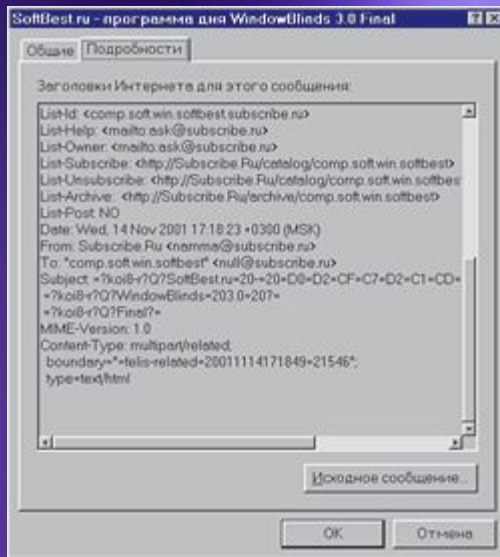 SoftBest.ru - программа дня WindowBlinds 3.0 Final
Общие Подробности
Заголовки Интернета для этого сообщения:
List-Id: <comp.soft.win.softbest.subscribe.ru>
List-Help: <mailto:ask@subscribe.ru>
List-Owner: <mailto:ask@subscribe.ru>
List-Subscribe: <http://Subscribe.Ru/catalog/comp.soft.win.softbest>
List-Unsubscribe: <http://Subscribe.Ru/catalog/comp.soft.win.softbes
List-Archive: <http://Subscribe.Ru/archive/comp.soft.win.softbest>
List-Post: NO
Date: Wed, 14 Nov 2001 17:18:23 +0300 (MSK)
From: Subscribe.Ru <namma@subscribe.ru>
To: "comp.soft.win.softbest" <null@subscribe.ru>
Subject: =?koi8-r?Q?SoftBest.ru=20-=20=D0=D2=CF=C7=D2=C1=CD=
=?koi8-r?Q?WindowBlinds=203.0=20?=
=?koi8-r?Q?Final?=
MIME-Version: 1.0
Content-Type: multipart/related;
boundary="=felis-related=20011114171849=21546";
type=text/html
Исходное сообщение...
OK Отмена